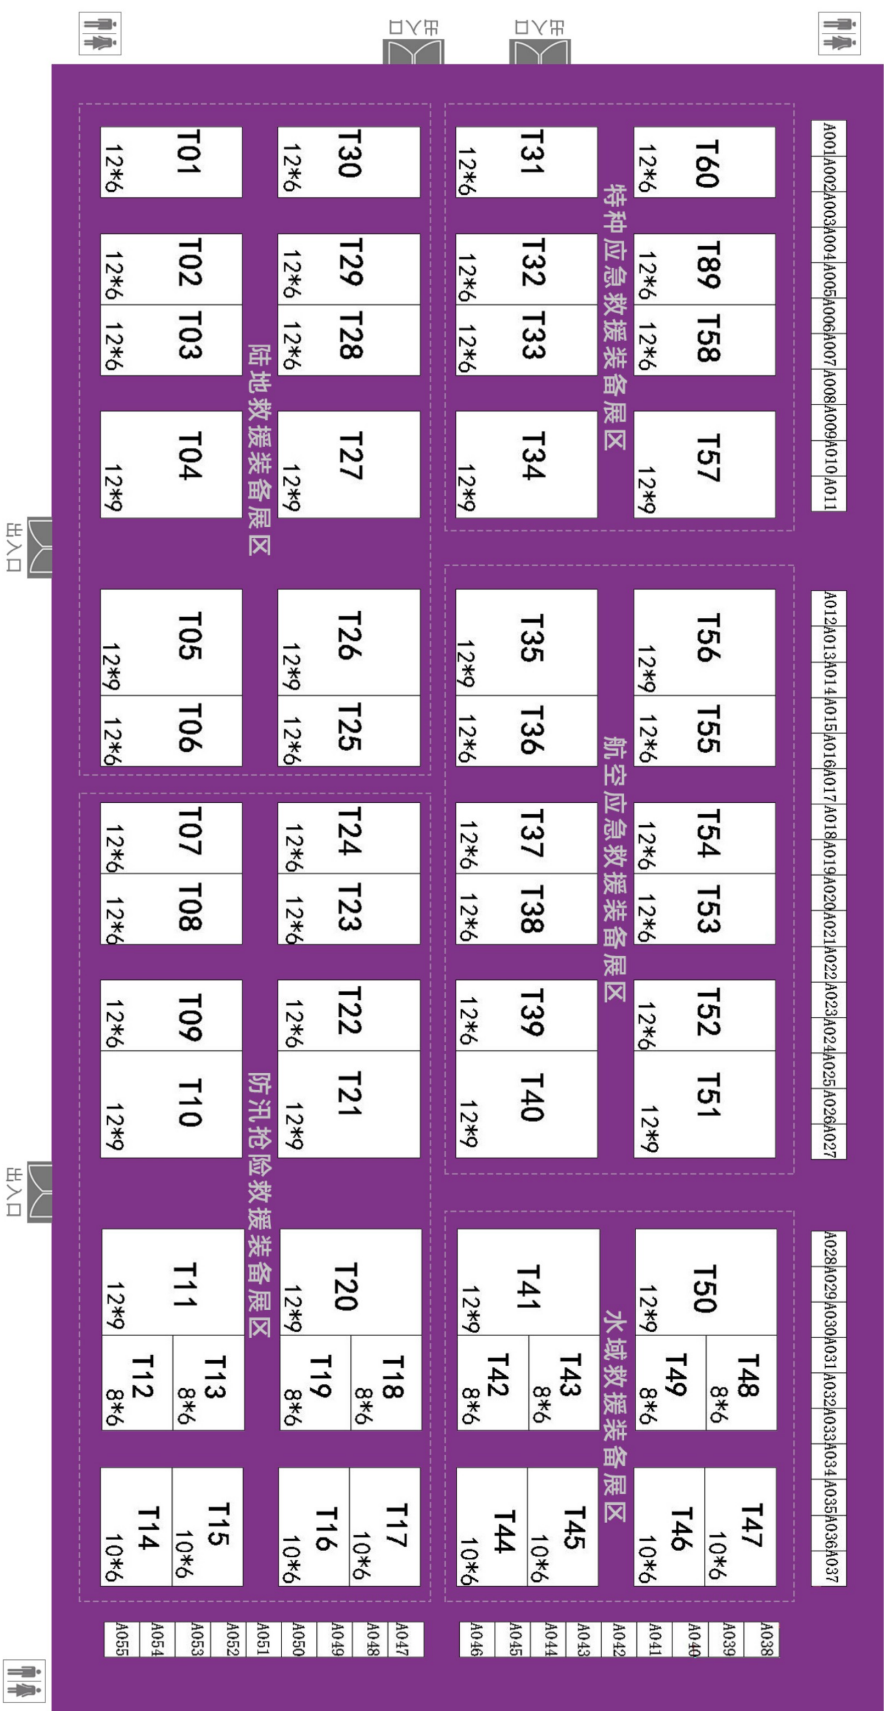 A001 A002 A003 A004 A005 A006 A007 A008 A009 A010 A011
A012 A013 A014 A015 A016 A017 A018 A019 A020 A021 A022 A023 A024 A025 A026 A027
A028 A029 A030 A031 A032 A033 A034 A035 A036 A037
T60
12*6
T89
12*6
T58
12*6
T57
12*9
T56
12*9
T55
12*6
T54
12*6
T53
12*6
T52
12*6
T51
12*9
T50
12*9
T48
8*6
T49
8*6
T47
10*6
T46
10*6
A038
A039
A040
A041
A042
A043
A044
A045
A046
特种应急救援装备展区
航空应急救援装备展区
水域救援装备展区
出入口
T31
12*6
T32
12*6
T33
12*6
T34
12*9
T35
12*9
T36
12*6
T37
12*6
T38
12*6
T39
12*6
T40
12*9
T41
12*9
T43
8*6
T42
8*6
T45
10*6
T44
10*6
出入口
T30
12*6
T29
12*6
T28
12*6
T27
12*9
T26
12*9
T25
12*6
T24
12*6
T23
12*6
T22
12*6
T21
12*9
T20
12*9
T18
8*6
T19
8*6
T17
10*6
T16
10*6
A047
A048
A049
A050
A051
A052
A053
A054
A055
陆地救援装备展区
防汛抢险救援装备展区
T01
12*6
T02
12*6
T03
12*6
T04
12*9
T05
12*9
T06
12*6
T07
12*6
T08
12*6
T09
12*6
T10
12*9
T11
12*9
T13
8*6
T12
8*6
T15
10*6
T14
10*6
出入口
出入口